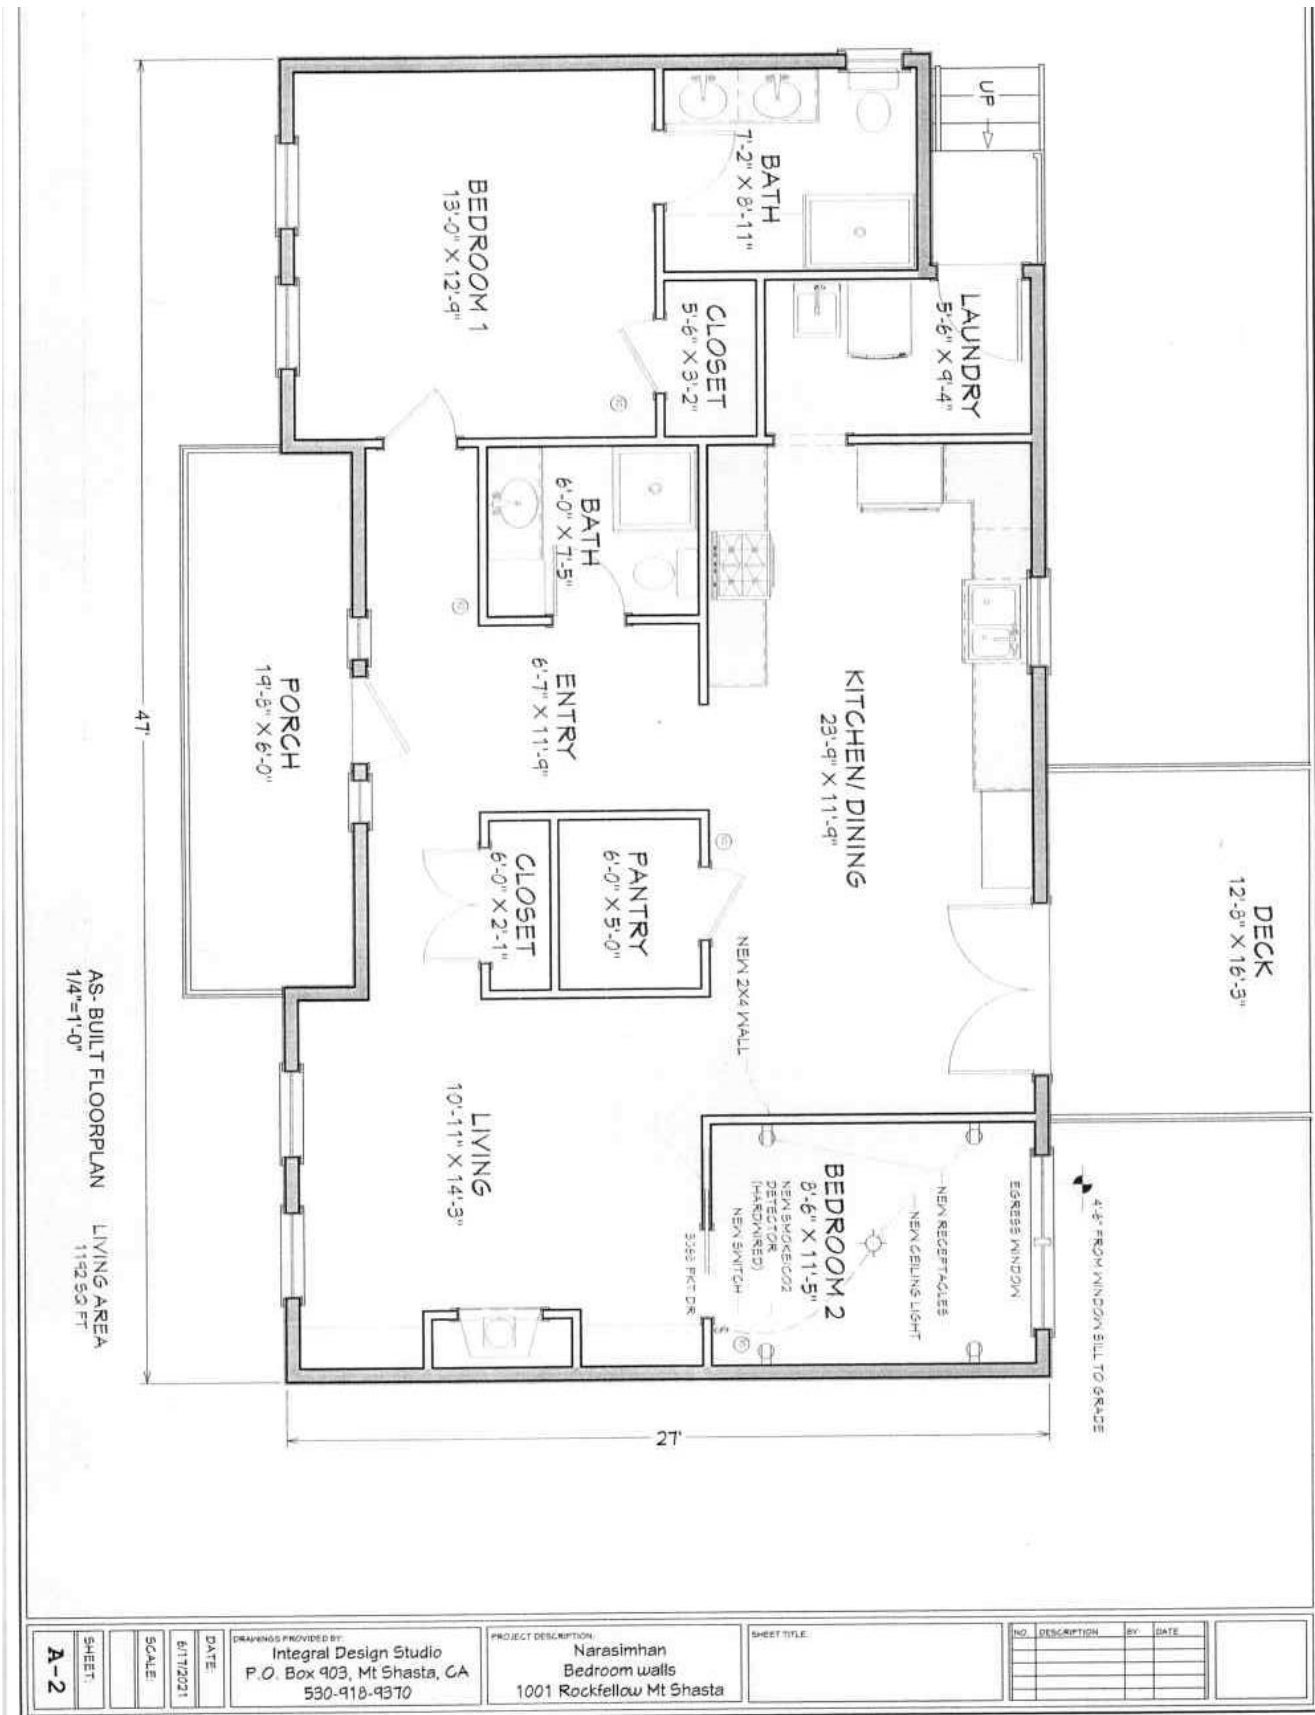 UP
BATH
7'-2" X 8'-11"
BEDROOM 1
13'-0" X 12'-9"
LAUNDRY
5'-6" X 9'-4"
CLOSET
5'-6" X 3'-2"
BATH
6'-0" X 7'-5"
ENTRY
6'-7" X 11'-9"
PORCH
19'-8" X 6'-0"
47'
KITCHEN/ DINING
23'-9" X 11'-9"
DECK
12'-8" X 16'-3"
PANTRY
6'-0" X 5'-0"
CLOSET
6'-0" X 2'-1"
NEW 2X4 WALL
LIVING
10'-11" X 14'-3"
BEDROOM 2
8'-6" X 11'-5"
NEW SMOKE/CO2
DETECTOR
(HARDWIRED)
NEW SWITCH
NEW RECEPTACLES
NEW CEILING LIGHT
EGRESS WINDOW
4'-6" FROM WINDOW SILL TO GRADE
PKT DR
27'
AS- BUILT FLOORPLAN
1/4"=1'-0"
LIVING AREA
1192 SQ FT
NO. DESCRIPTION BY DATE
SHEET TITLE:
PROJECT DESCRIPTION:
Narasimhan
Bedroom walls
1001 Rockfellow Mt Shasta
DRAWINGS PROVIDED BY:
Integral Design Studio
P.O. Box 903, Mt Shasta, CA
530-918-9370
DATE:
6/17/2021
SCALE:
SHEET:
A-2